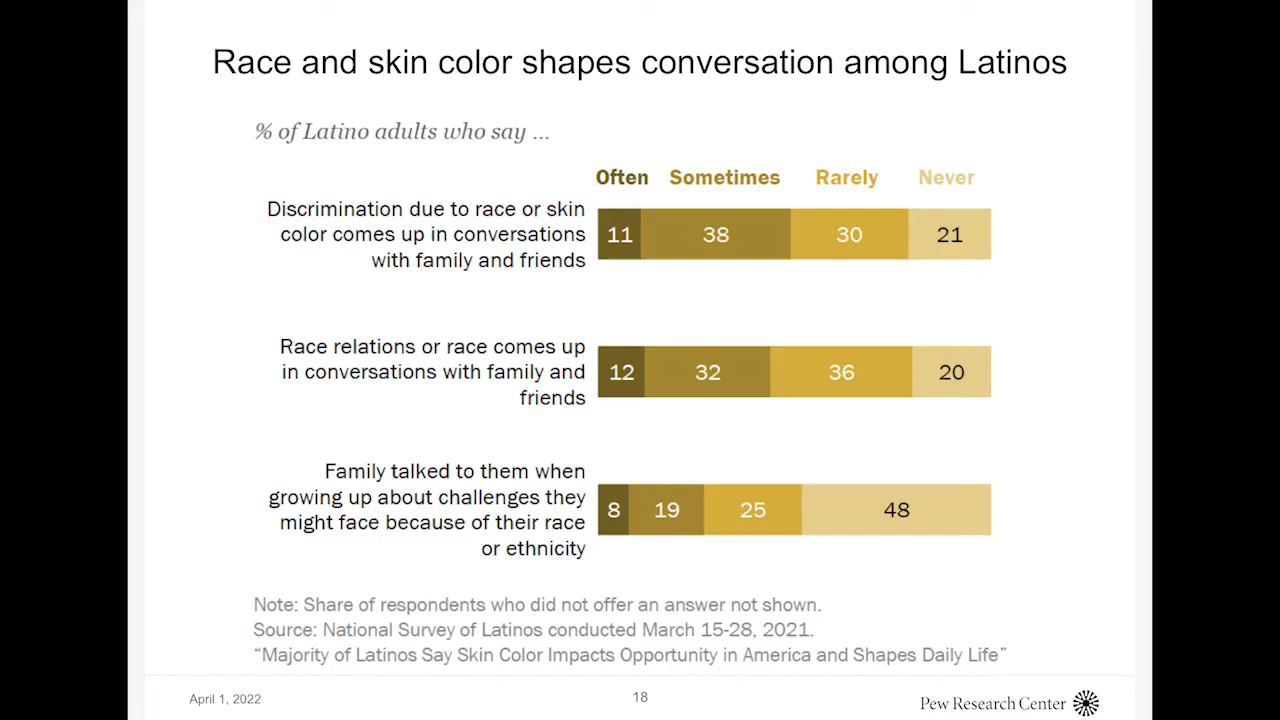 Race and skin color shapes conversation among Latinos
% of Latino adults who say ...
Often Sometimes Rarely Never
Discrimination due to race or skin
color comes up in conversations
with family and friends
11 38 30 21
Race relations or race comes up
in conversations with family and
friends
12 32 36 20
Family talked to them when
growing up about challenges they
might face because of their race
or ethnicity
8 19 25 48
Note: Share of respondents who did not offer an answer not shown.
Source: National Survey of Latinos conducted March 15-28, 2021.
“Majority of Latinos Say Skin Color Impacts Opportunity in America and Shapes Daily Life”
April 1, 2022
18
Pew Research Center